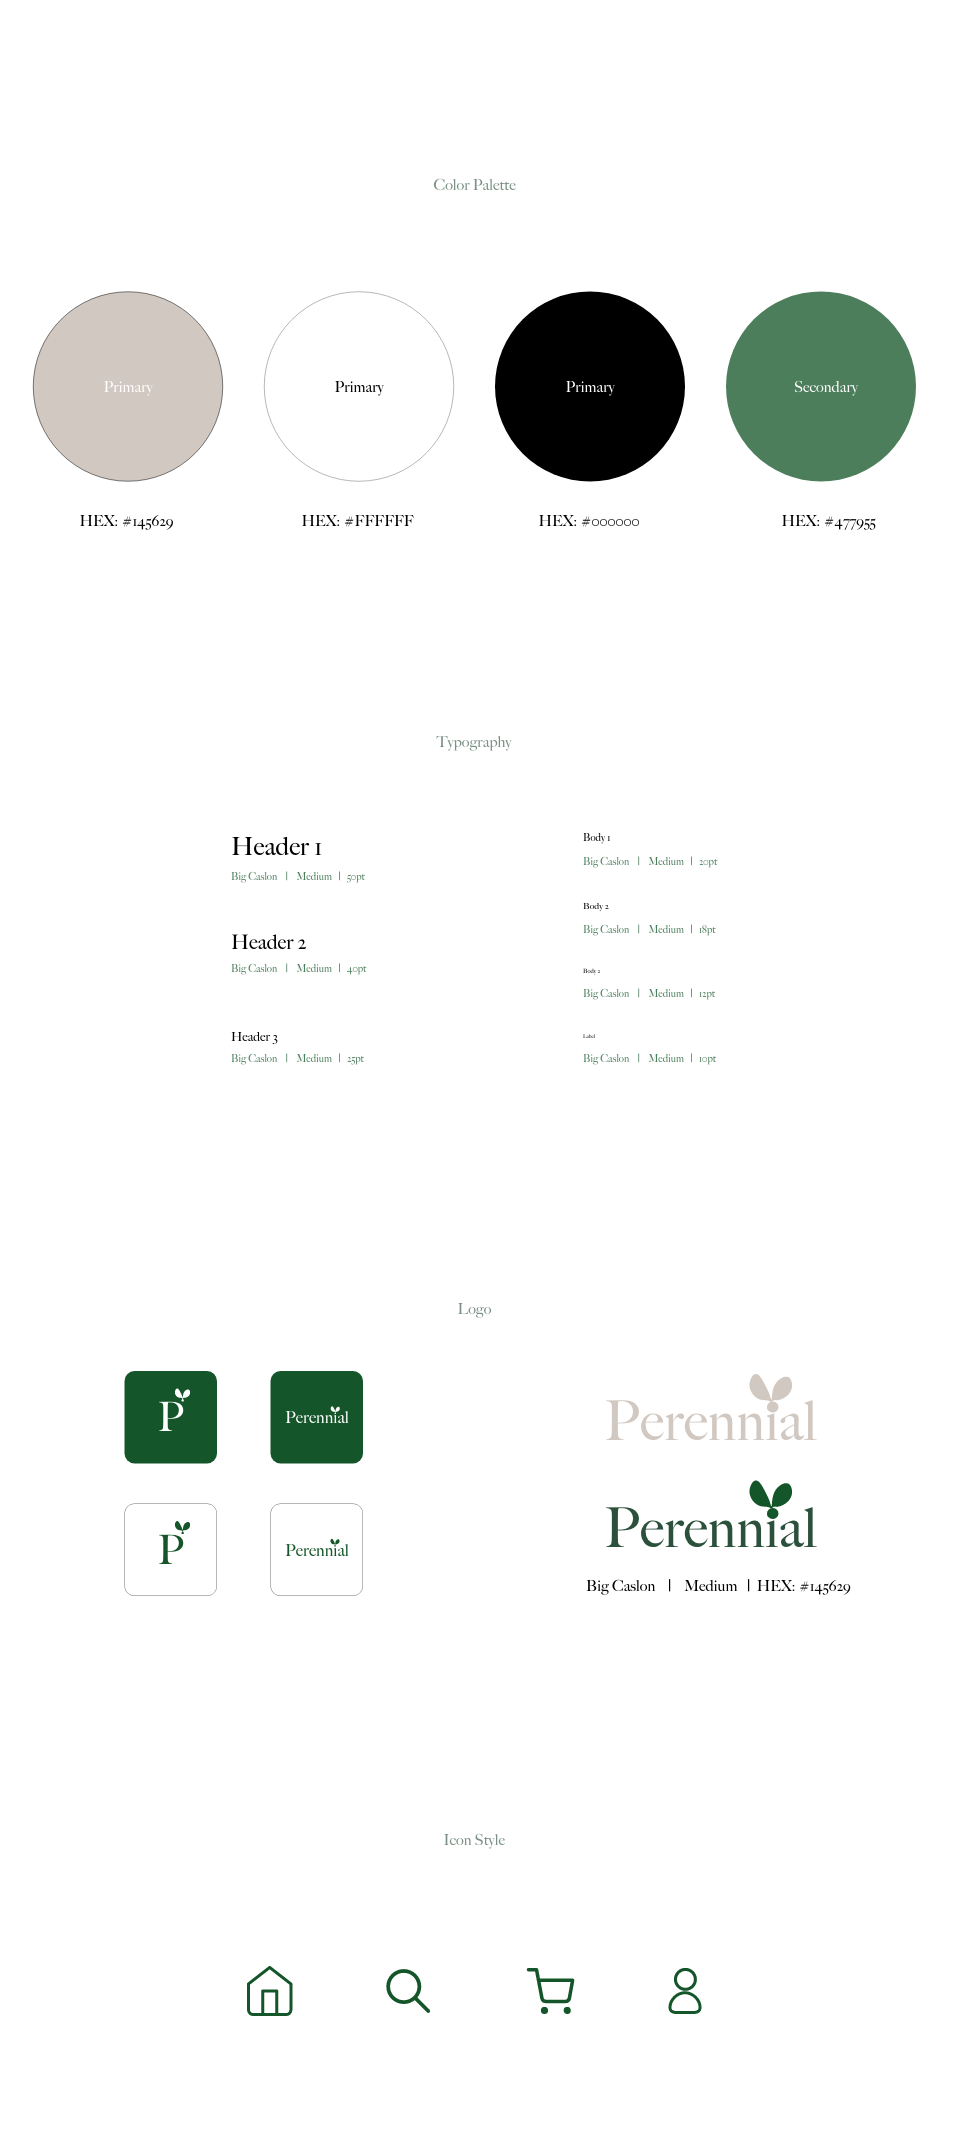 Color Palette
Primary
Primary
Primary
Secondary
HEX: #145629
HEX: #FFFFFF
HEX: #000000
HEX: #477955
Typography
Header 1
Big Caslon | Medium | 50pt
Header 2
Big Caslon | Medium | 40pt
Header 3
Big Caslon | Medium | 25pt
Body 1
Big Caslon | Medium | 20pt
Body 2
Big Caslon | Medium | 18pt
Body 2
Big Caslon | Medium | 12pt
Label
Big Caslon | Medium | 10pt
Logo
P
Perennial
P
Perennial
Perennial
Perennial
Big Caslon | Medium | HEX: #145629
Icon Style